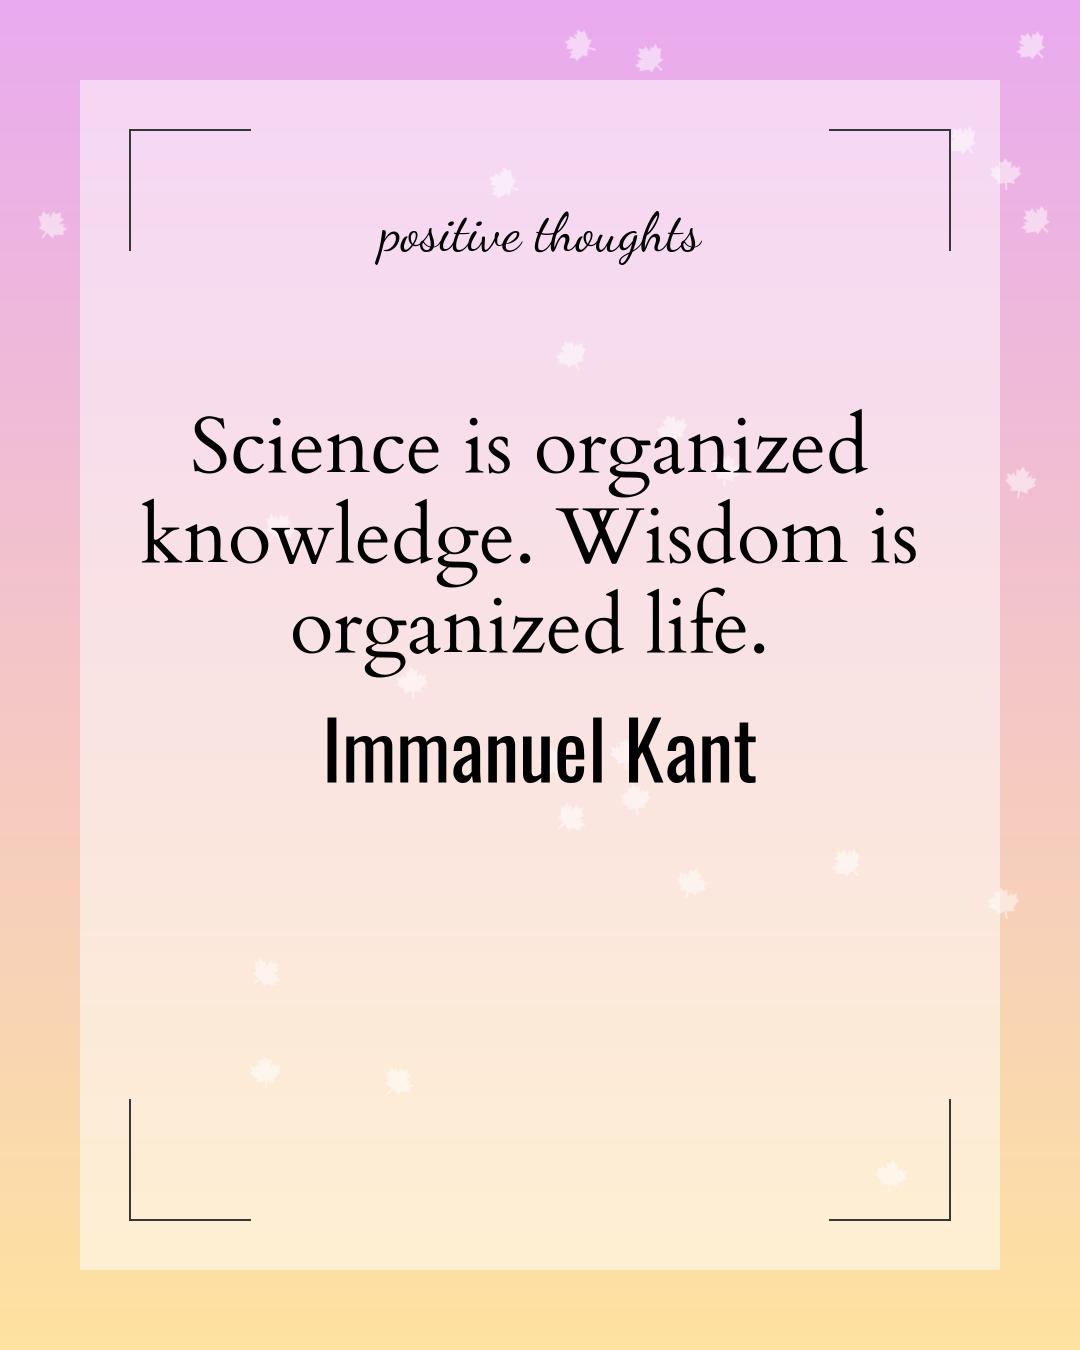 positive thoughts
Science is organized
knowledge. Wisdom is
organized life.
Immanuel Kant